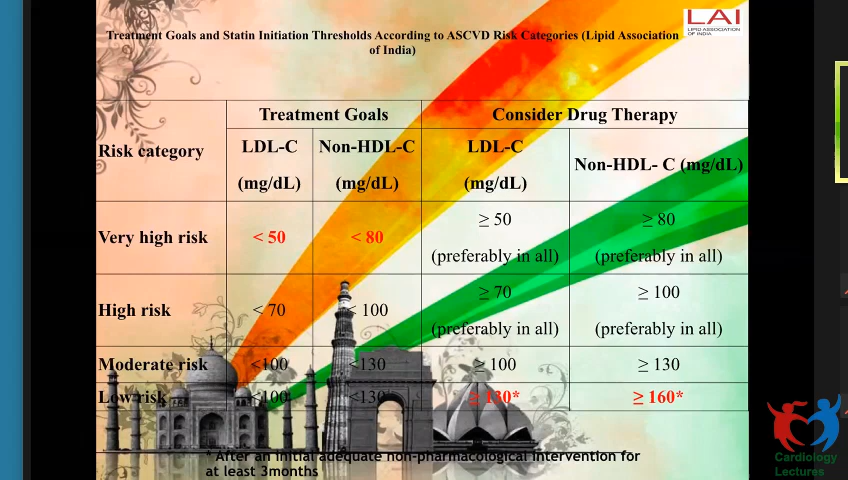 LAI
LIPID ASSOCIATION
OF INDIA
Treatment Goals and Statin Initiation Thresholds According to ASCVD Risk Categories (Lipid Association
of India)
Risk category
Treatment Goals
Consider Drug Therapy
LDL-C
(mg/dL)
Non-HDL-C
(mg/dL)
LDL-C
(mg/dL)
Non-HDL- C (mg/dL)
Very high risk
< 50
< 80
≥ 50
(preferably in all)
≥ 80
(preferably in all)
High risk
< 70
< 100
≥ 70
(preferably in all)
≥ 100
(preferably in all)
Moderate risk
<100
<130
≥ 100
≥ 130
Low risk
<100
<130
≥ 130*
≥ 160*
* After an initial adequate non-pharmacological intervention for
at least 3months
Cardiology
Lectures